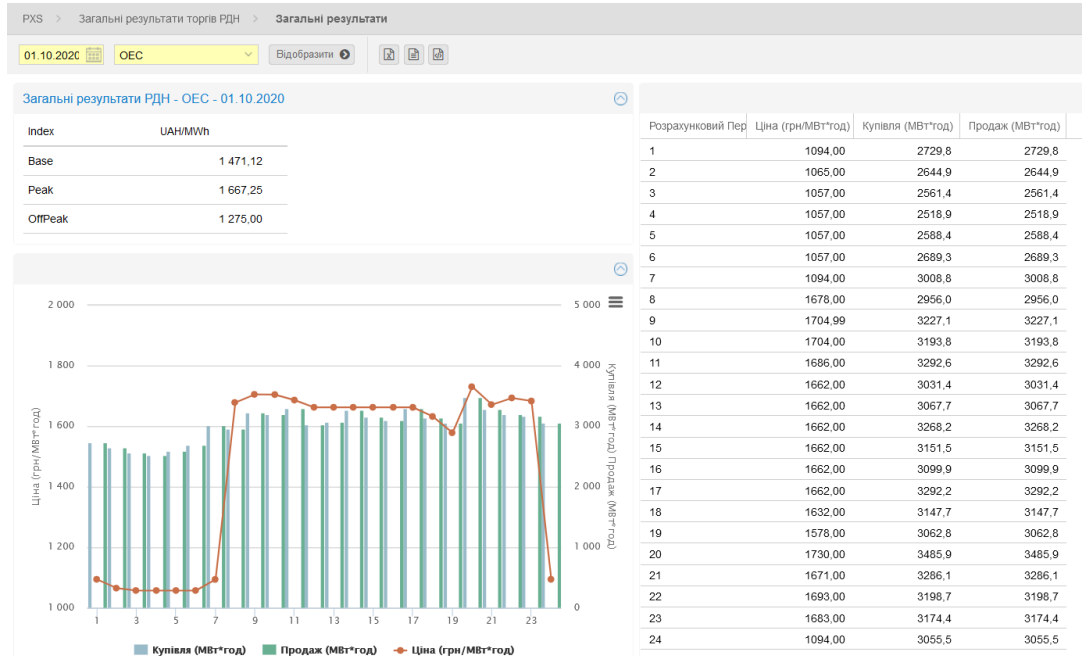 PXS > Загальні результати торгів РДН > Загальні результати
01.10.2020 ОЕС Відобразити
Загальні результати РДН - ОЕС - 01.10.2020
Index UAH/MWh
Base 1 471,12
Peak 1 667,25
OffPeak 1 275,00
2 000
1 800
1 600
1 400
1 200
1 000
Ціна (грн/МВт*год)
5 000
4 000
3 000
2 000
1 000
0
Купівля (МВт*год) Продаж (МВт*год)
1 3 5 7 9 11 13 15 17 19 21 23
Купівля (МВт*год) Продаж (МВт*год) Ціна (грн/МВт*год)
Розрахунковий Пер Ціна (грн/МВт*год) Купівля (МВт*год) Продаж (МВт*год)
1 1094,00 2729,8 2729,8
2 1065,00 2644,9 2644,9
3 1057,00 2561,4 2561,4
4 1057,00 2518,9 2518,9
5 1057,00 2588,4 2588,4
6 1057,00 2689,3 2689,3
7 1094,00 3008,8 3008,8
8 1678,00 2956,0 2956,0
9 1704,99 3227,1 3227,1
10 1704,00 3193,8 3193,8
11 1686,00 3292,6 3292,6
12 1662,00 3031,4 3031,4
13 1662,00 3067,7 3067,7
14 1662,00 3268,2 3268,2
15 1662,00 3151,5 3151,5
16 1662,00 3099,9 3099,9
17 1662,00 3292,2 3292,2
18 1632,00 3147,7 3147,7
19 1578,00 3062,8 3062,8
20 1730,00 3485,9 3485,9
21 1671,00 3286,1 3286,1
22 1693,00 3198,7 3198,7
23 1683,00 3174,4 3174,4
24 1094,00 3055,5 3055,5